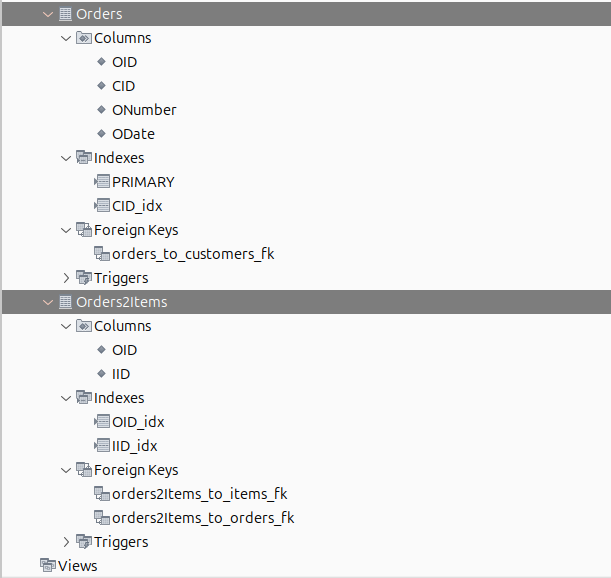 Orders
Columns
OID
CID
ONumber
ODate
Indexes
PRIMARY
CID_idx
Foreign Keys
orders_to_customers_fk
Triggers
Orders2Items
Columns
OID
IID
Indexes
OID_idx
IID_idx
Foreign Keys
orders2Items_to_items_fk
orders2Items_to_orders_fk
Triggers
Views